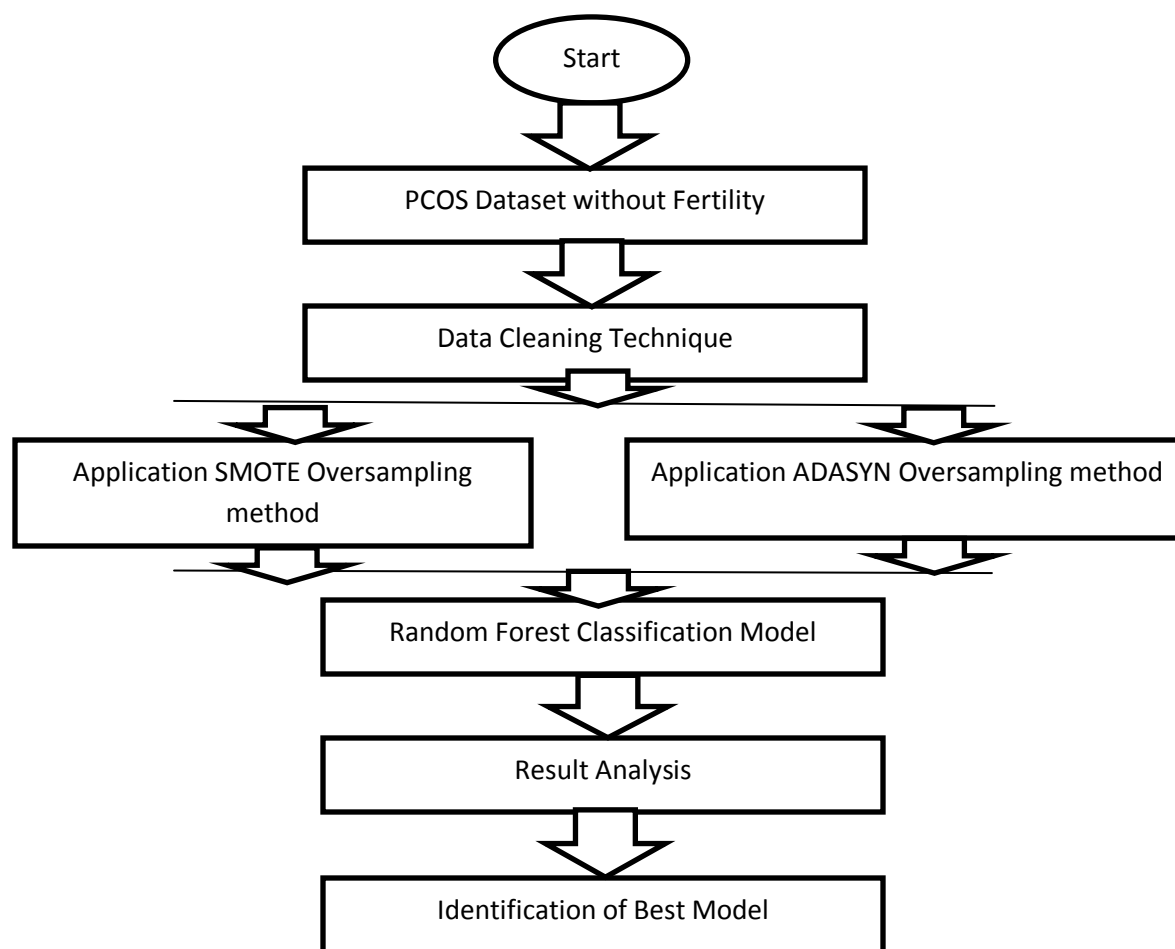 Start
PCOS Dataset without Fertility
Data Cleaning Technique
Application SMOTE Oversampling
method
Application ADASYN Oversampling method
Random Forest Classification Model
Result Analysis
Identification of Best Model